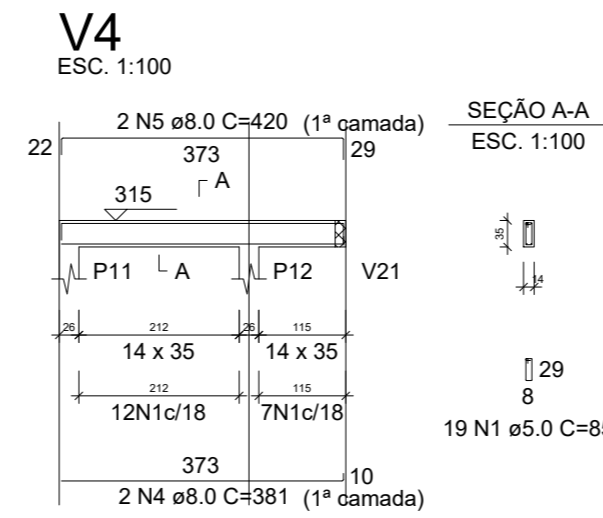 V4
ESC. 1:100
2 N5 ø8.0 C=420 (1ª camada)
22
373
29
A
315
P11
A
P12
V21
26
212
26
115
14 x 35
14 x 35
212
115
12N1c/18
7N1c/18
373
10
2 N4 ø8.0 C=381 (1ª camada)
SEÇÃO A-A
ESC. 1:100
35
14
29
8
19 N1 ø5.0 C=85